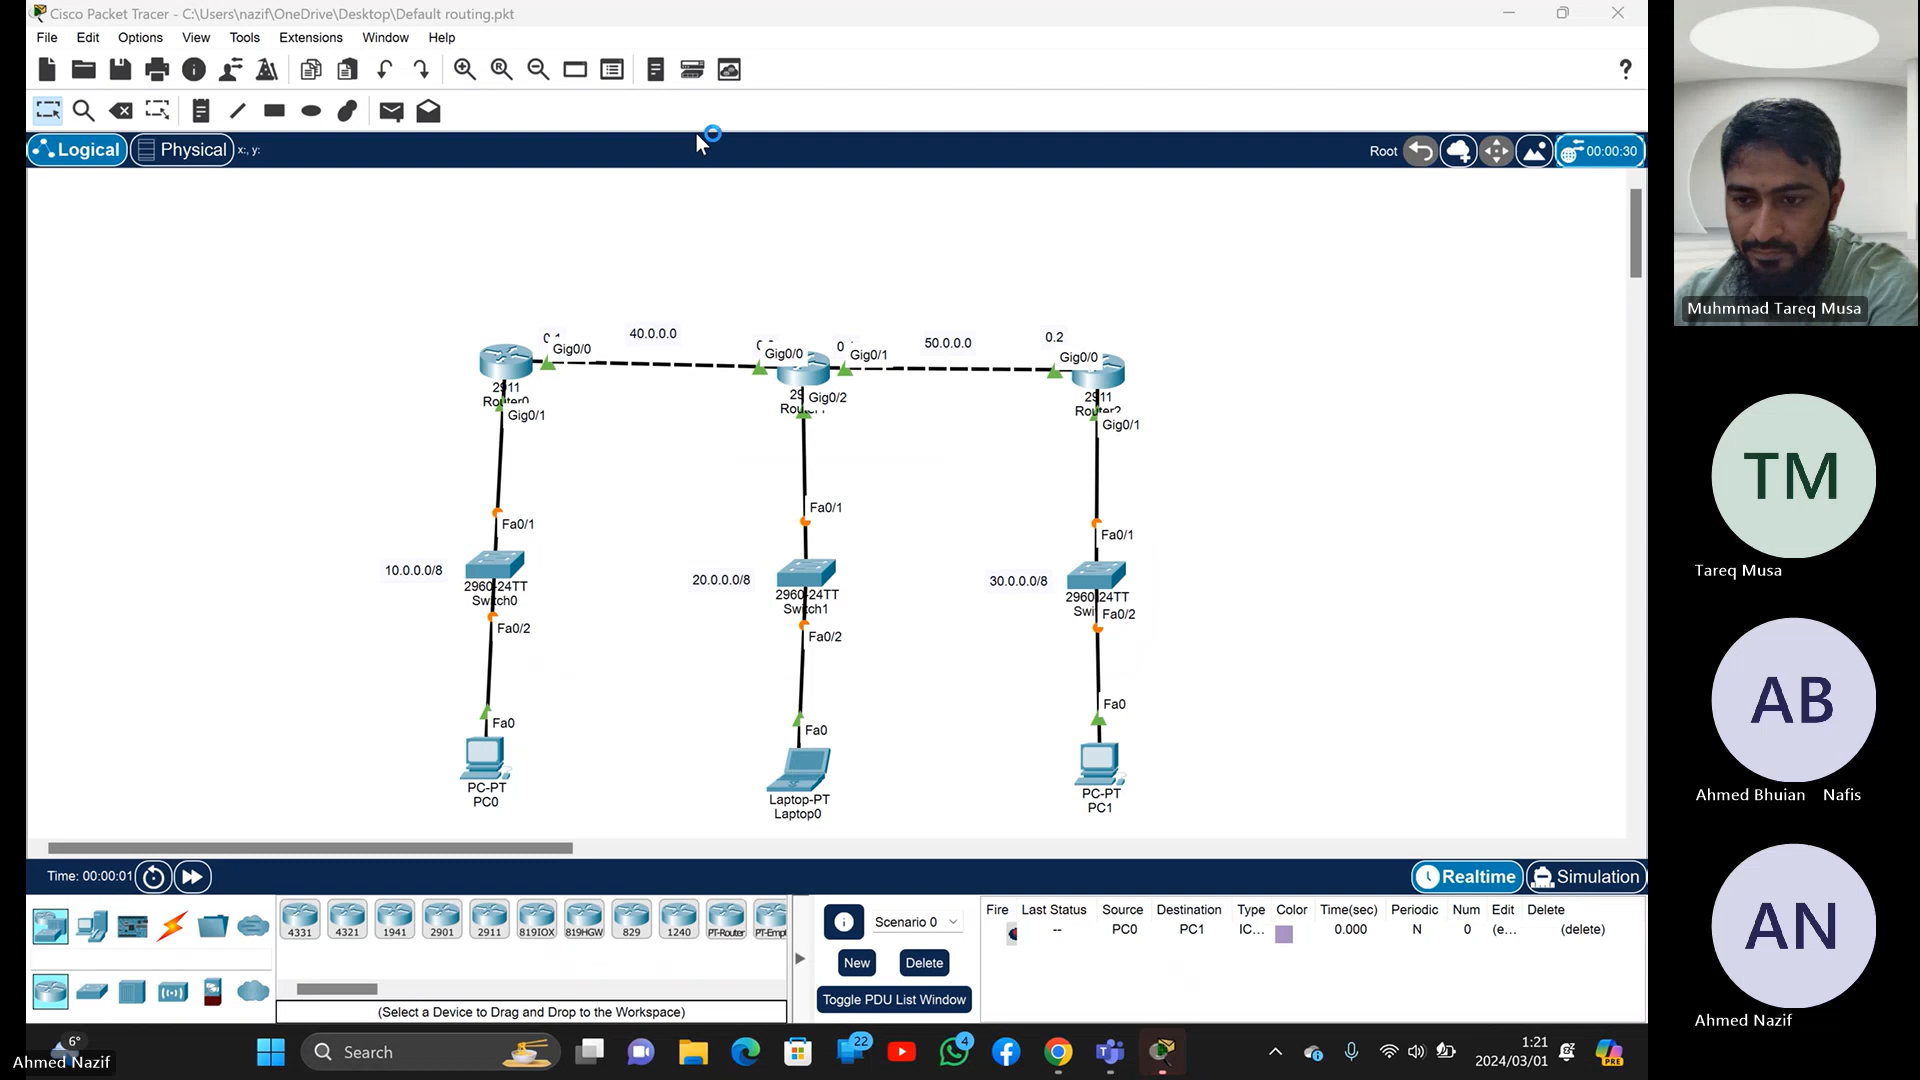 Cisco Packet Tracer - C:\Users\nazif\OneDrive\Desktop\Default routing.pkt
File Edit Options View Tools Extensions Window Help
?
Logical Physical x:, y: Root 00:00:30
40.0.0.0 50.0.0.0 0.2
Gig0/0 Gig0/0 Gig0/1 Gig0/0
2911 2911
Router0 Gig0/2 Router2
Gig0/1 Gig0/1
Fa0/1 Fa0/1 Fa0/1
10.0.0.0/8 20.0.0.0/8 30.0.0.0/8
2960-24TT 2960-24TT 2960-24TT
Switch0 Switch1 Fa0/2
Fa0/2 Fa0/2
Fa0 Fa0 Fa0
PC-PT Laptop-PT PC-PT
PC0 Laptop0 PC1
Time: 00:00:01 Realtime Simulation
4331 4321 1941 2901 2911 819IOX 819HGW 829 1240 PT-Router PT-Empt
(Select a Device to Drag and Drop to the Workspace)
Scenario 0
New Delete
Toggle PDU List Window
Fire Last Status Source Destination Type Color Time(sec) Periodic Num Edit Delete
-- PC0 PC1 IC... 0.000 N 0 (e... (delete)
Muhmmad Tareq Musa
TM
Tareq Musa
AB
Ahmed Bhuian Nafis
AN
Ahmed Nazif
6°
Ahmed Nazif
Search
22
4
1:21
2024/03/01
PRE